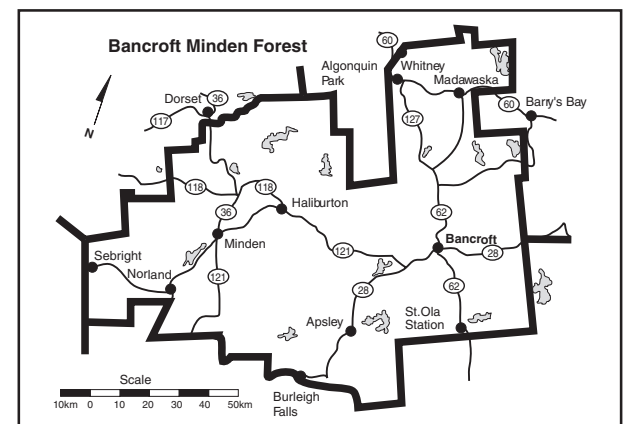 Bancroft Minden Forest
60
Algonquin
Park
Whitney
Madawaska
60
Barry's Bay
Dorset
36
117
N
127
118
118
Haliburton
36
62
Minden
Bancroft
121
28
Sebright
Norland
121
28
62
Apsley
St.Ola
Station
Scale
10km 0 10 20 30 40 50km
Burleigh
Falls